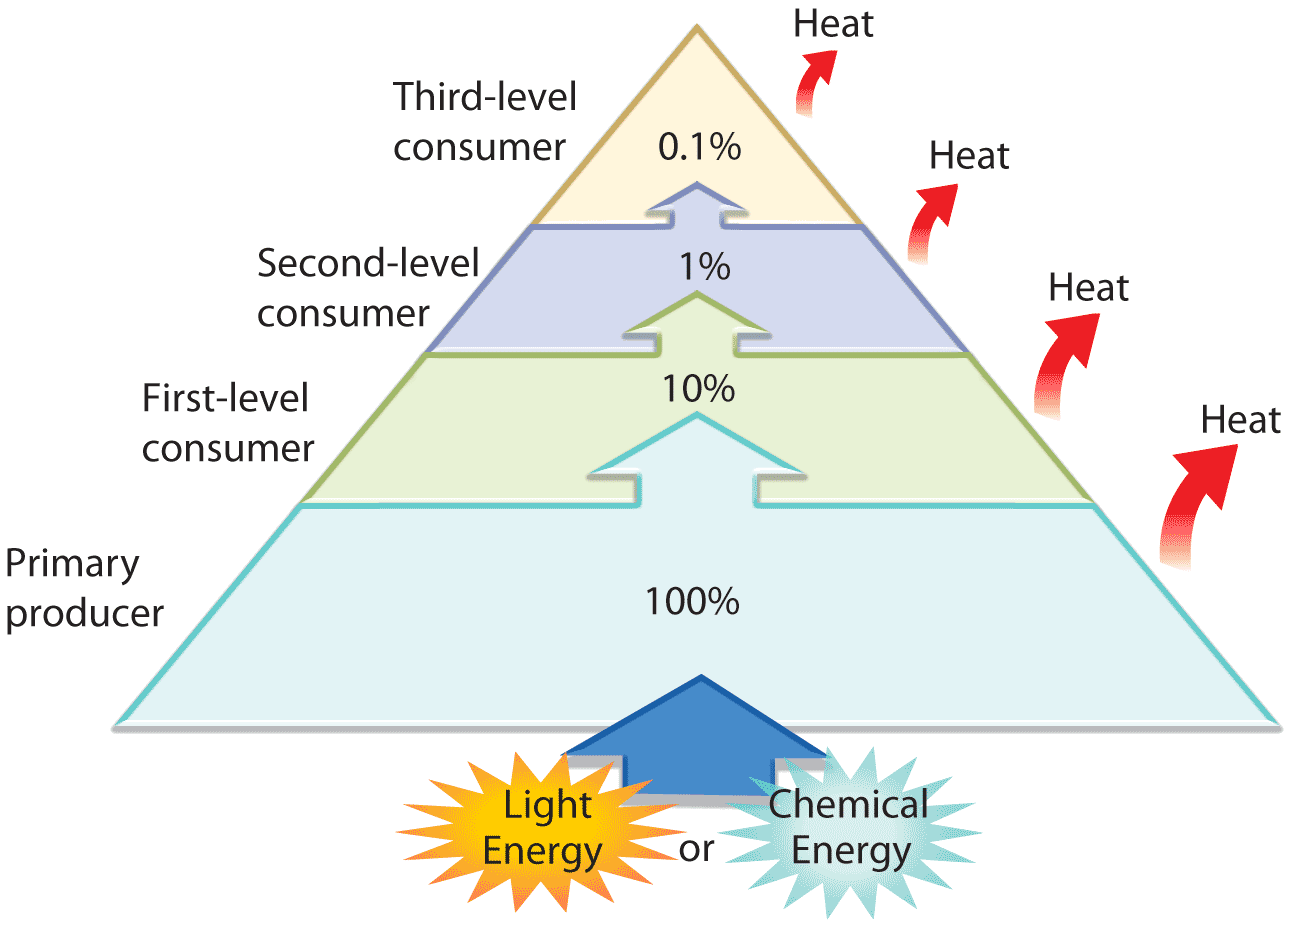 Heat
Third-level
consumer
0.1%
Heat
Second-level
consumer
1%
Heat
First-level
consumer
10%
Heat
Primary
producer
100%
Light
Energy
or
Chemical
Energy